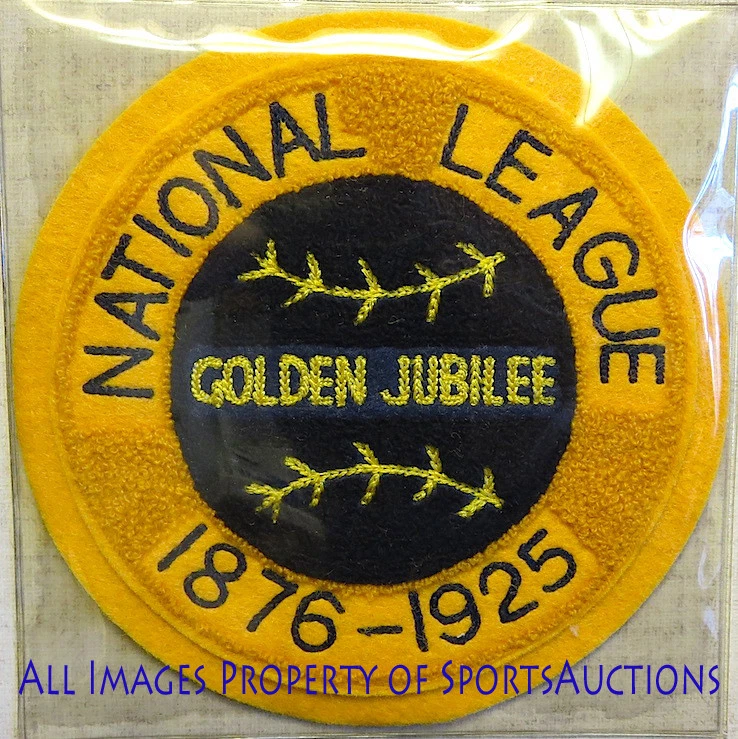 NATIONAL LEAGUE
GOLDEN JUBILEE
1876-1925
ALL IMAGES PROPERTY OF SPORTSAUCTIONS